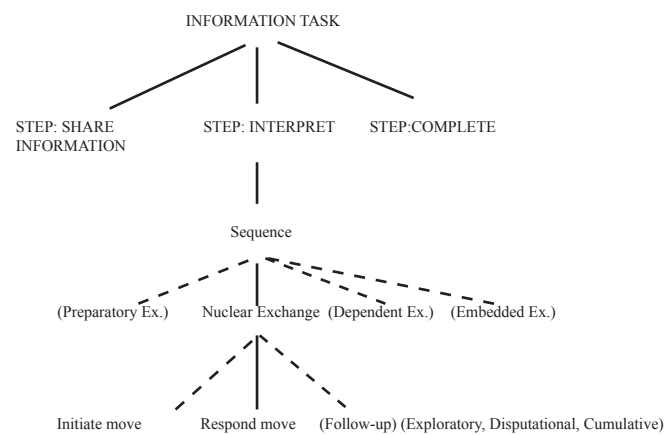 INFORMATION TASK
STEP: SHARE INFORMATION
STEP: INTERPRET
STEP:COMPLETE
Sequence
(Preparatory Ex.) Nuclear Exchange (Dependent Ex.) (Embedded Ex.)
Initiate move Respond move (Follow-up) (Exploratory, Disputational, Cumulative)